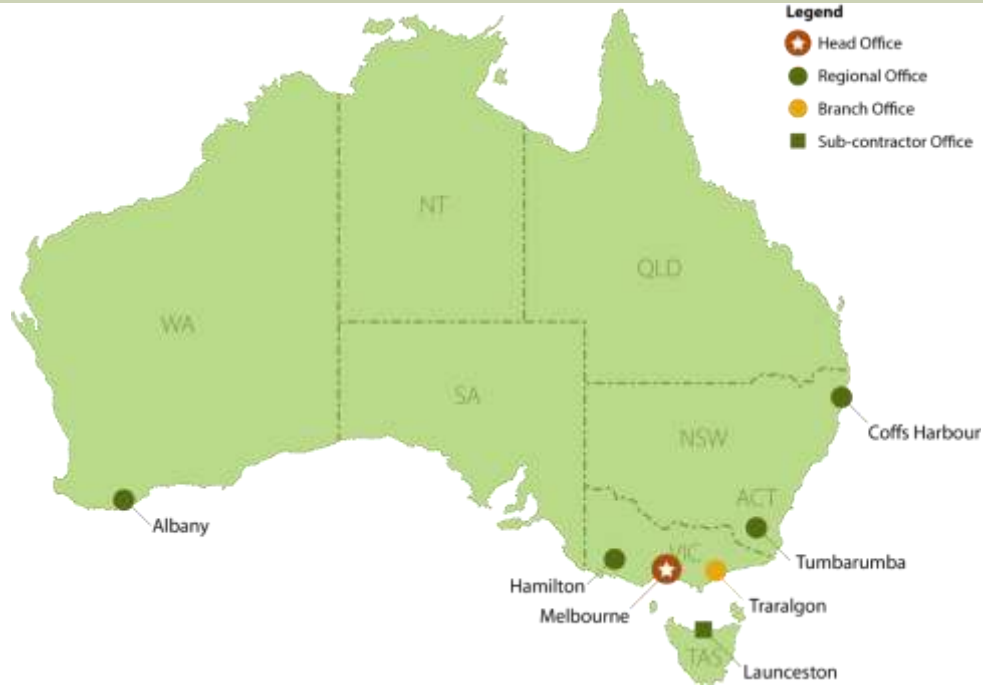 Legend
Head Office
Regional Office
Branch Office
Sub-contractor Office
NT
QLD
WA
SA
NSW
Coffs Harbour
ACT
Albany
VIC
Tumbarumba
Hamilton
Melbourne
Traralgon
TAS
Launceston